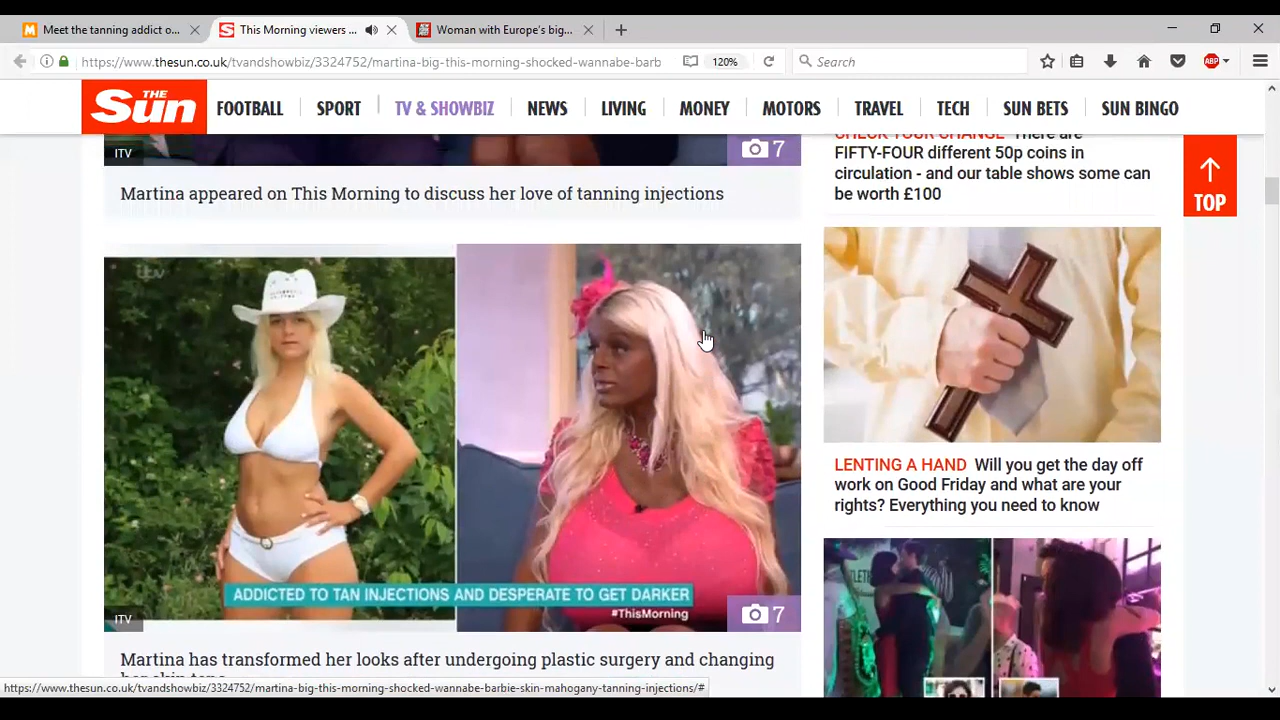 Meet the tanning addict o...
This Morning viewers ...
Woman with Europe's big...
https://www.thesun.co.uk/tvandshowbiz/3324752/martina-big-this-morning-shocked-wannabe-barb
120%
Search
ABP
THE
Sun
FOOTBALL
SPORT
TV & SHOWBIZ
NEWS
LIVING
MONEY
MOTORS
TRAVEL
TECH
SUN BETS
SUN BINGO
ITV
7
Martina appeared on This Morning to discuss her love of tanning injections
itv
ADDICTED TO TAN INJECTIONS AND DESPERATE TO GET DARKER
#ThisMorning
ITV
7
Martina has transformed her looks after undergoing plastic surgery and changing
her skin tone
CHECK YOUR CHANGE There are
FIFTY-FOUR different 50p coins in
circulation - and our table shows some can
be worth £100
TOP
LENTING A HAND Will you get the day off
work on Good Friday and what are your
rights? Everything you need to know
https://www.thesun.co.uk/tvandshowbiz/3324752/martina-big-this-morning-shocked-wannabe-barbie-skin-mahogany-tanning-injections/#